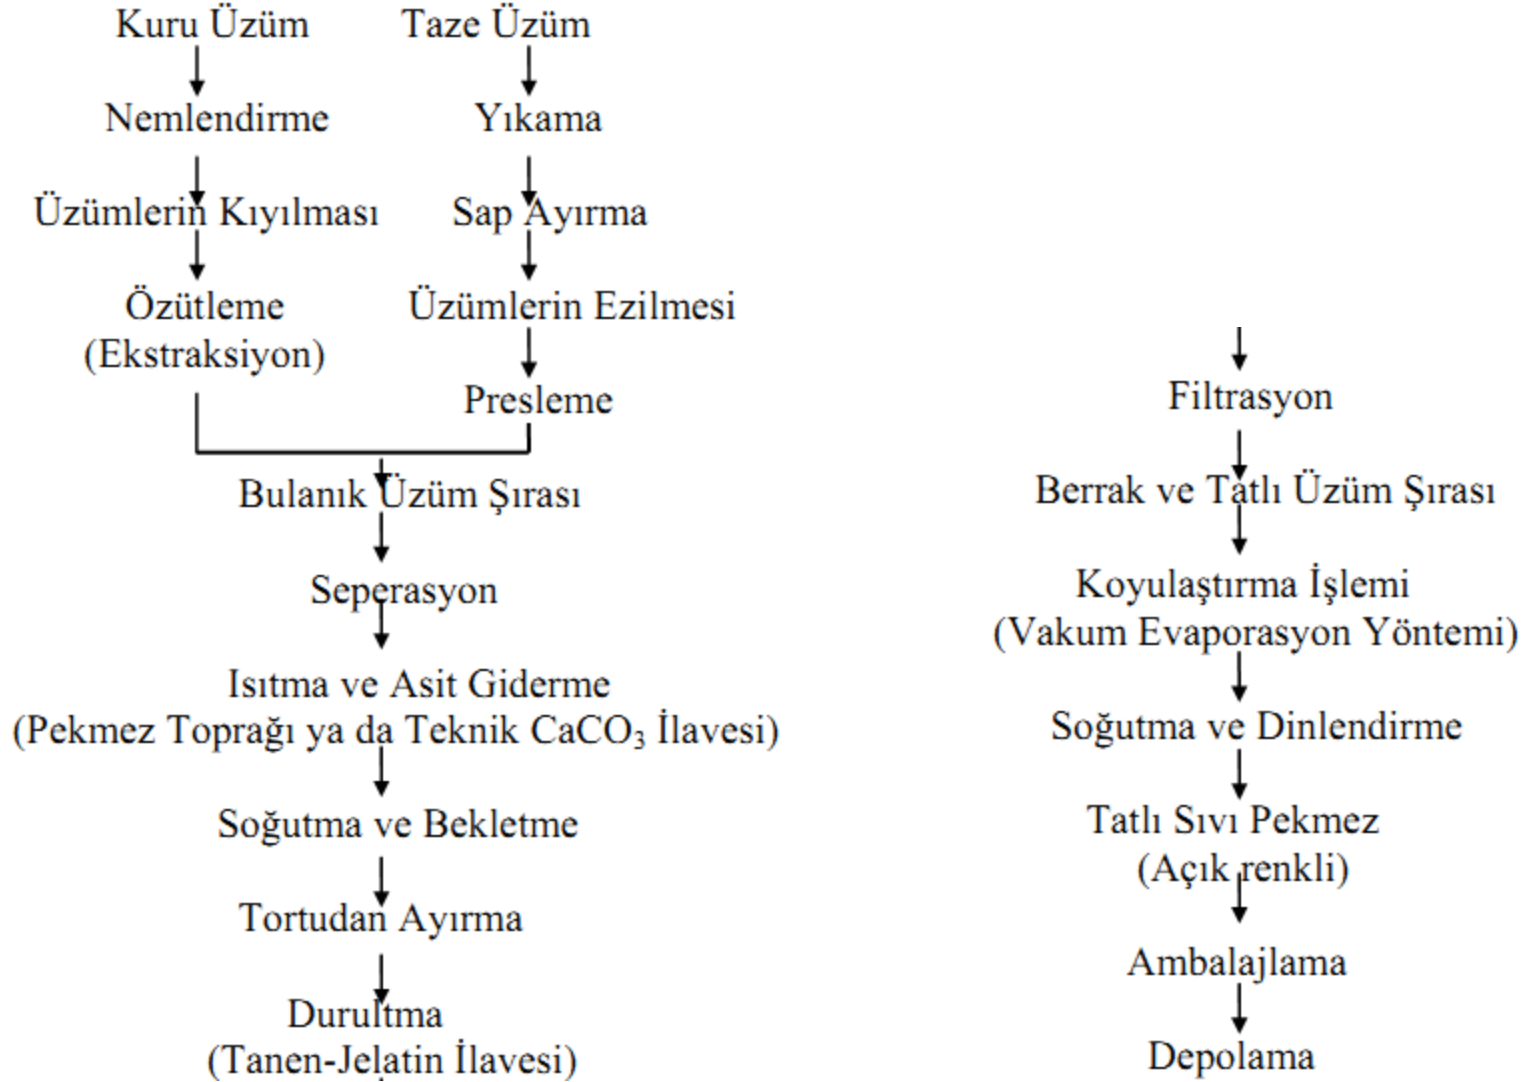 Kuru Üzüm
Nemlendirme
Üzümlerin Kıyılması
Özütleme
(Ekstraksiyon)
Taze Üzüm
Yıkama
Sap Ayırma
Üzümlerin Ezilmesi
Presleme
Bulanık Üzüm Şırası
Seperasyon
Isıtma ve Asit Giderme
(Pekmez Toprağı ya da Teknik CaCO₃ İlavesi)
Soğutma ve Bekletme
Tortudan Ayırma
Durultma
(Tanen-Jelatin İlavesi)
Filtrasyon
Berrak ve Tatlı Üzüm Şırası
Koyulaştırma İşlemi
(Vakum Evaporasyon Yöntemi)
Soğutma ve Dinlendirme
Tatlı Sıvı Pekmez
(Açık renkli)
Ambalajlama
Depolama